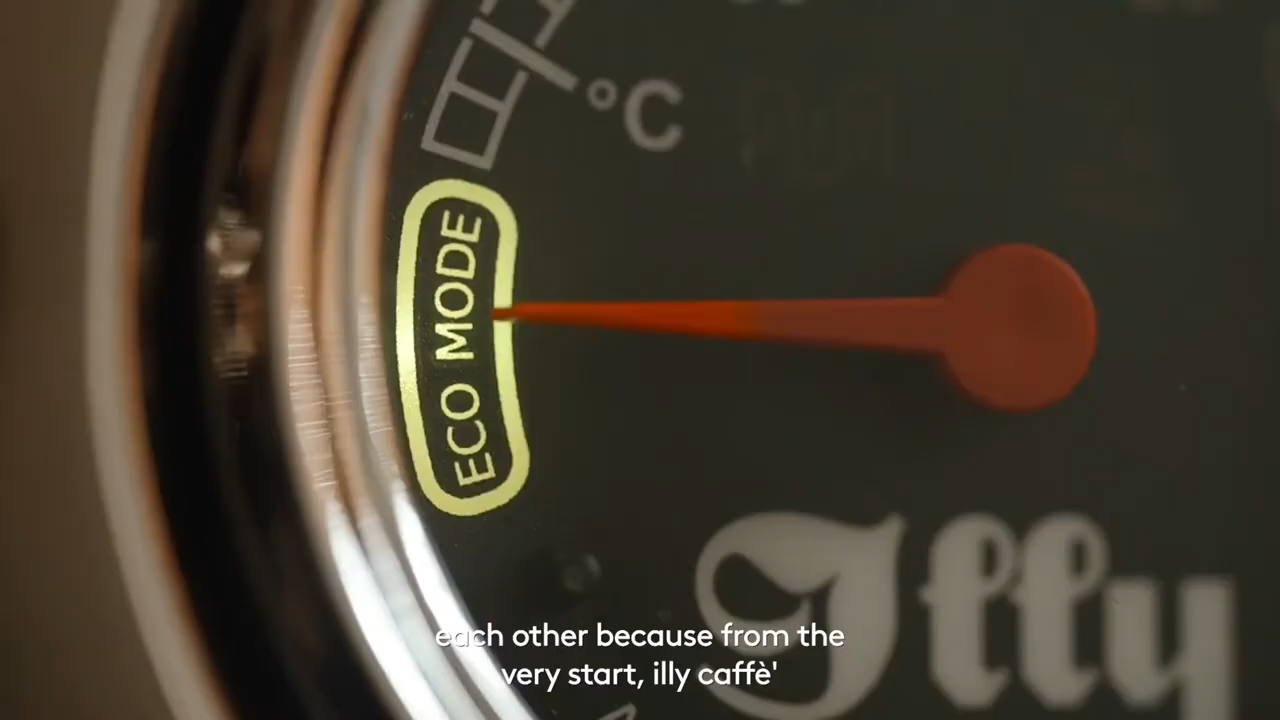 °C
ECO MODE
Illy
each other because from the
very start, illy caffè'